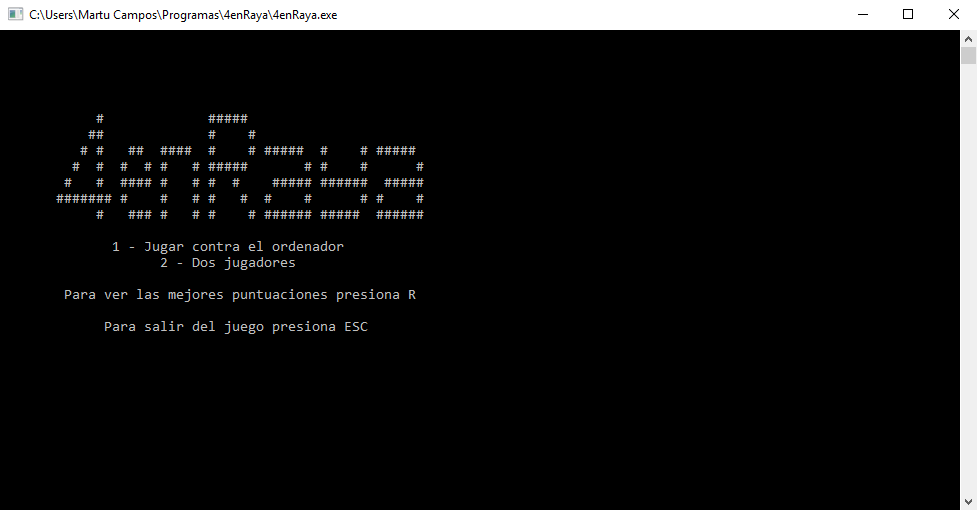 C:\Users\Martu Campos\Programas\4enRaya\4enRaya.exe
4enRaya
1 - Jugar contra el ordenador
2 - Dos jugadores
Para ver las mejores puntuaciones presiona R
Para salir del juego presiona ESC